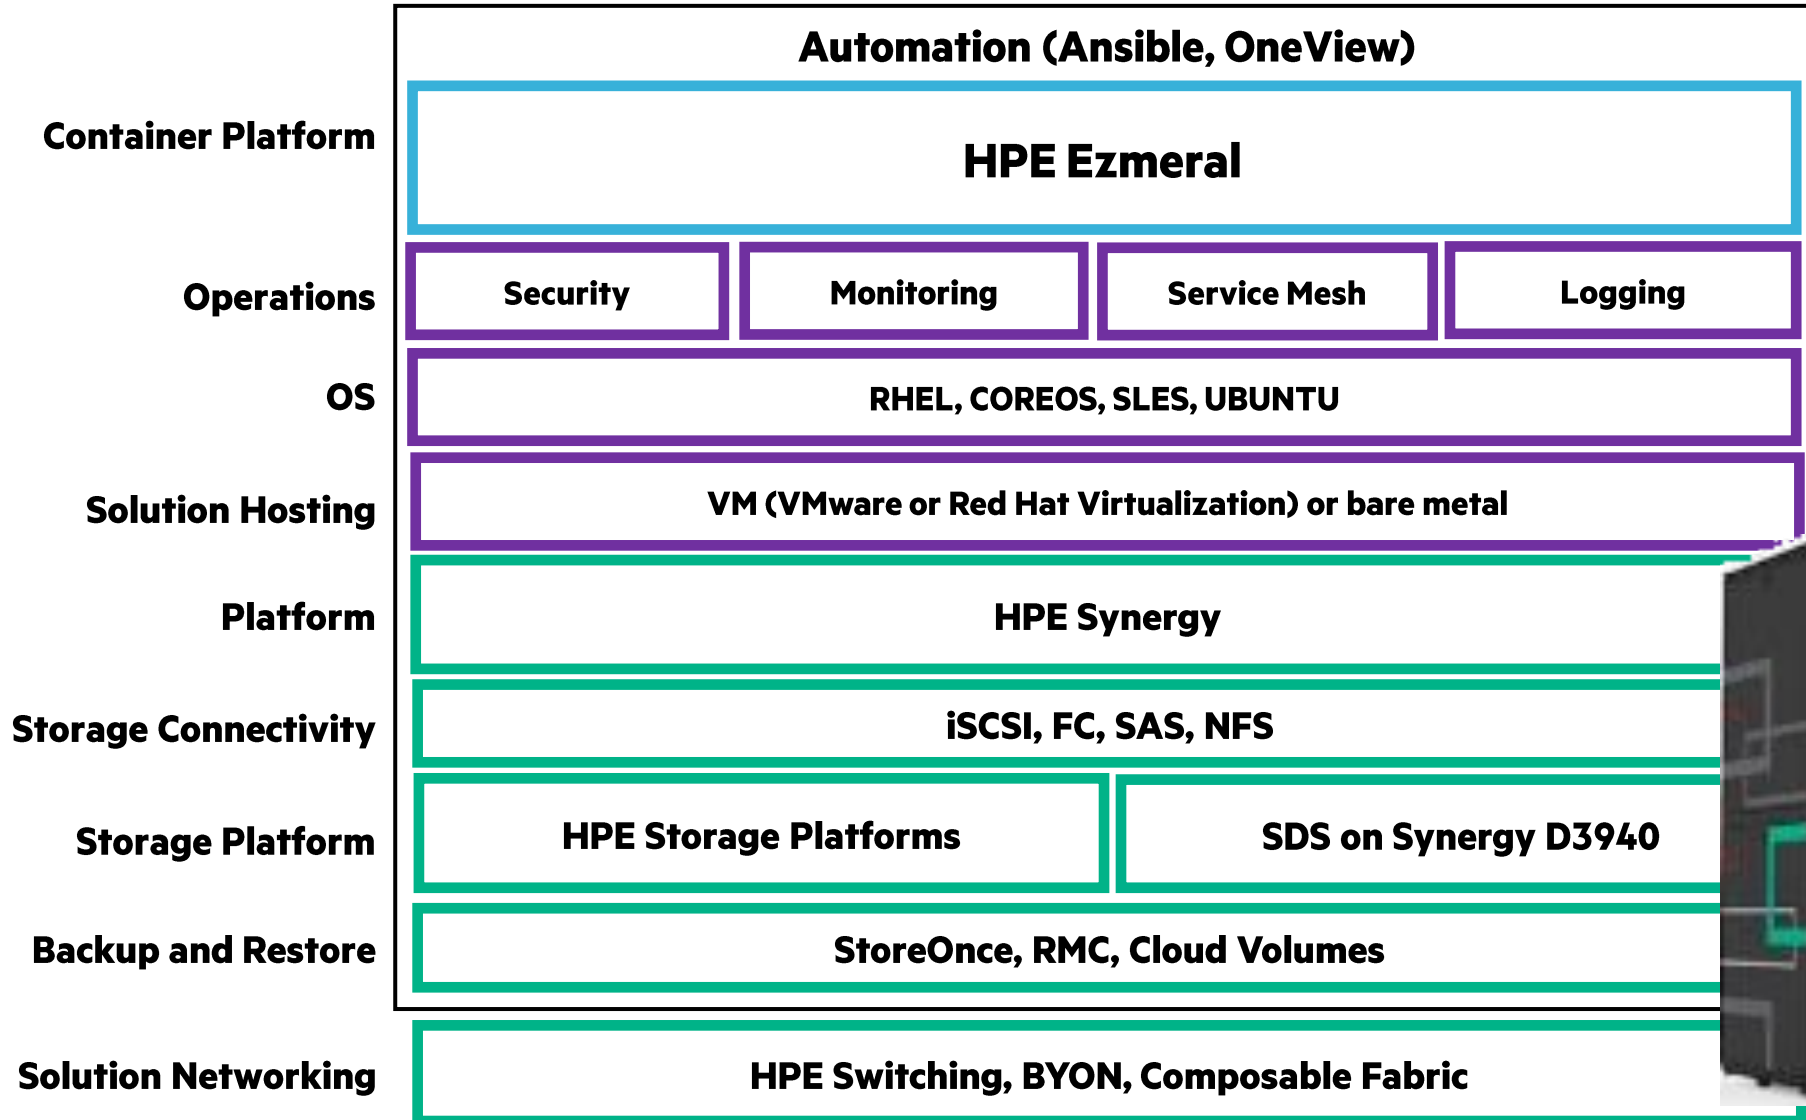 Automation (Ansible, OneView)
Container Platform
HPE Ezmeral
Operations
Security
Monitoring
Service Mesh
Logging
OS
RHEL, COREOS, SLES, UBUNTU
Solution Hosting
VM (VMware or Red Hat Virtualization) or bare metal
Platform
HPE Synergy
Storage Connectivity
iSCSI, FC, SAS, NFS
Storage Platform
HPE Storage Platforms
SDS on Synergy D3940
Backup and Restore
StoreOnce, RMC, Cloud Volumes
Solution Networking
HPE Switching, BYON, Composable Fabric